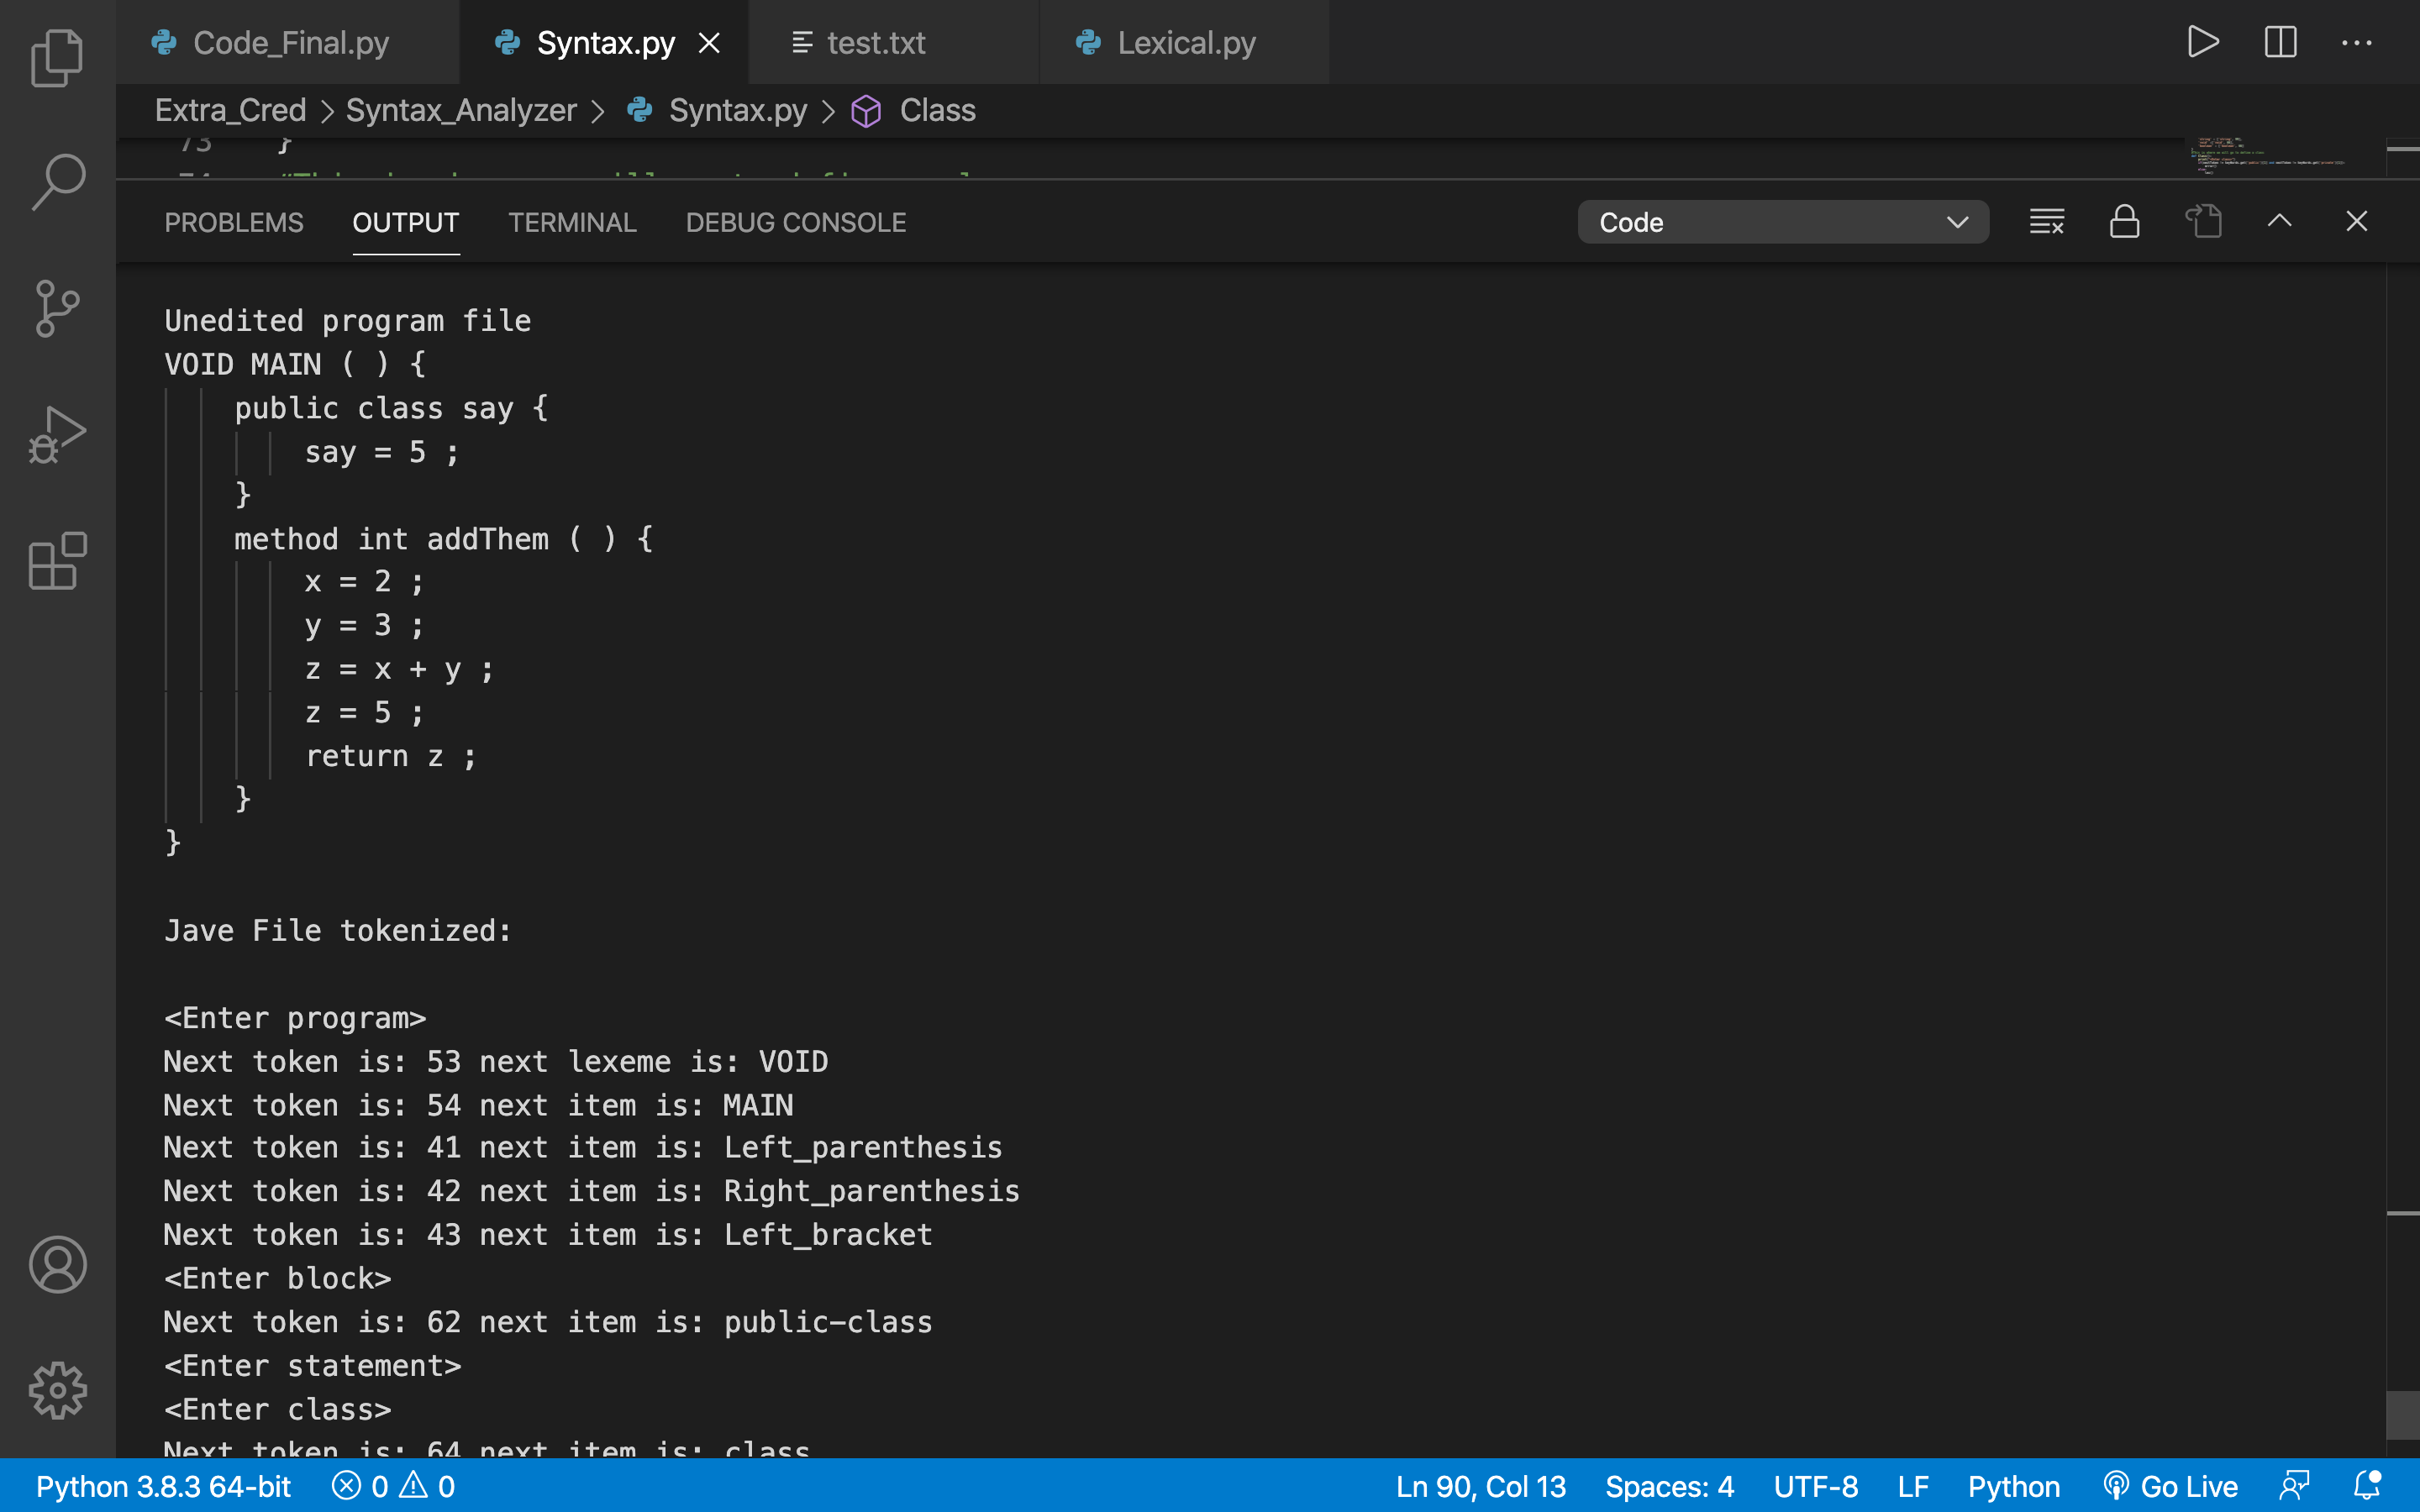 Code_Final.py Syntax.py test.txt Lexical.py
Extra_Cred > Syntax_Analyzer > Syntax.py > Class
73 }
PROBLEMS OUTPUT TERMINAL DEBUG CONSOLE Code
Unedited program file
VOID MAIN ( ) {
public class say {
say = 5 ;
}
method int addThem ( ) {
x = 2 ;
y = 3 ;
z = x + y ;
z = 5 ;
return z ;
}
}
Jave File tokenized:
<Enter program>
Next token is: 53 next lexeme is: VOID
Next token is: 54 next item is: MAIN
Next token is: 41 next item is: Left_parenthesis
Next token is: 42 next item is: Right_parenthesis
Next token is: 43 next item is: Left_bracket
<Enter block>
Next token is: 62 next item is: public-class
<Enter statement>
<Enter class>
Next token is: 64 next item is: class
Python 3.8.3 64-bit 0 0 Ln 90, Col 13 Spaces: 4 UTF-8 LF Python Go Live